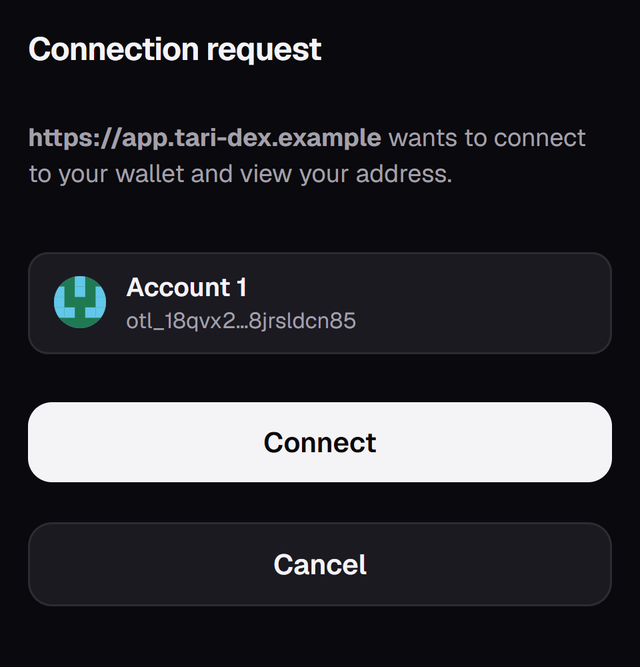 Connection request
https://app.tari-dex.example wants to connect
to your wallet and view your address.
Account 1
otl_18qvx2...8jrsldcn85
Connect
Cancel